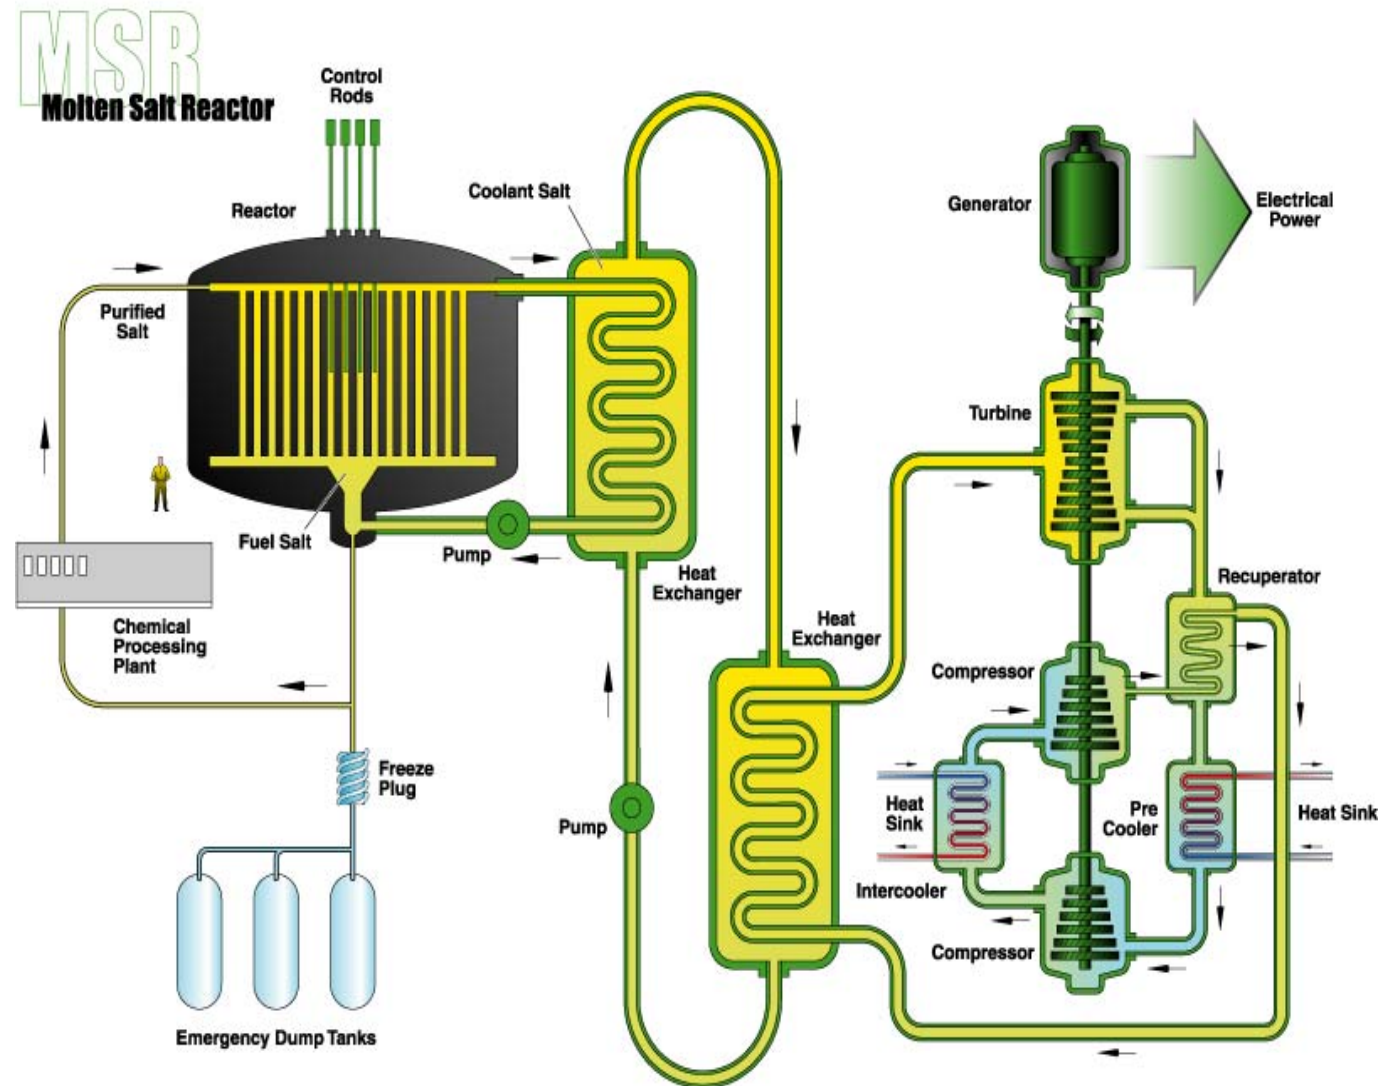 MSR
Molten Salt Reactor
Control
Rods
Reactor
Coolant Salt
Generator
Electrical
Power
Purified
Salt
Turbine
Fuel Salt
Pump
Heat
Exchanger
Recuperator
Chemical
Processing
Plant
Heat
Exchanger
Compressor
Freeze
Plug
Pump
Heat
Sink
Pre
Cooler
Heat Sink
Intercooler
Compressor
Emergency Dump Tanks